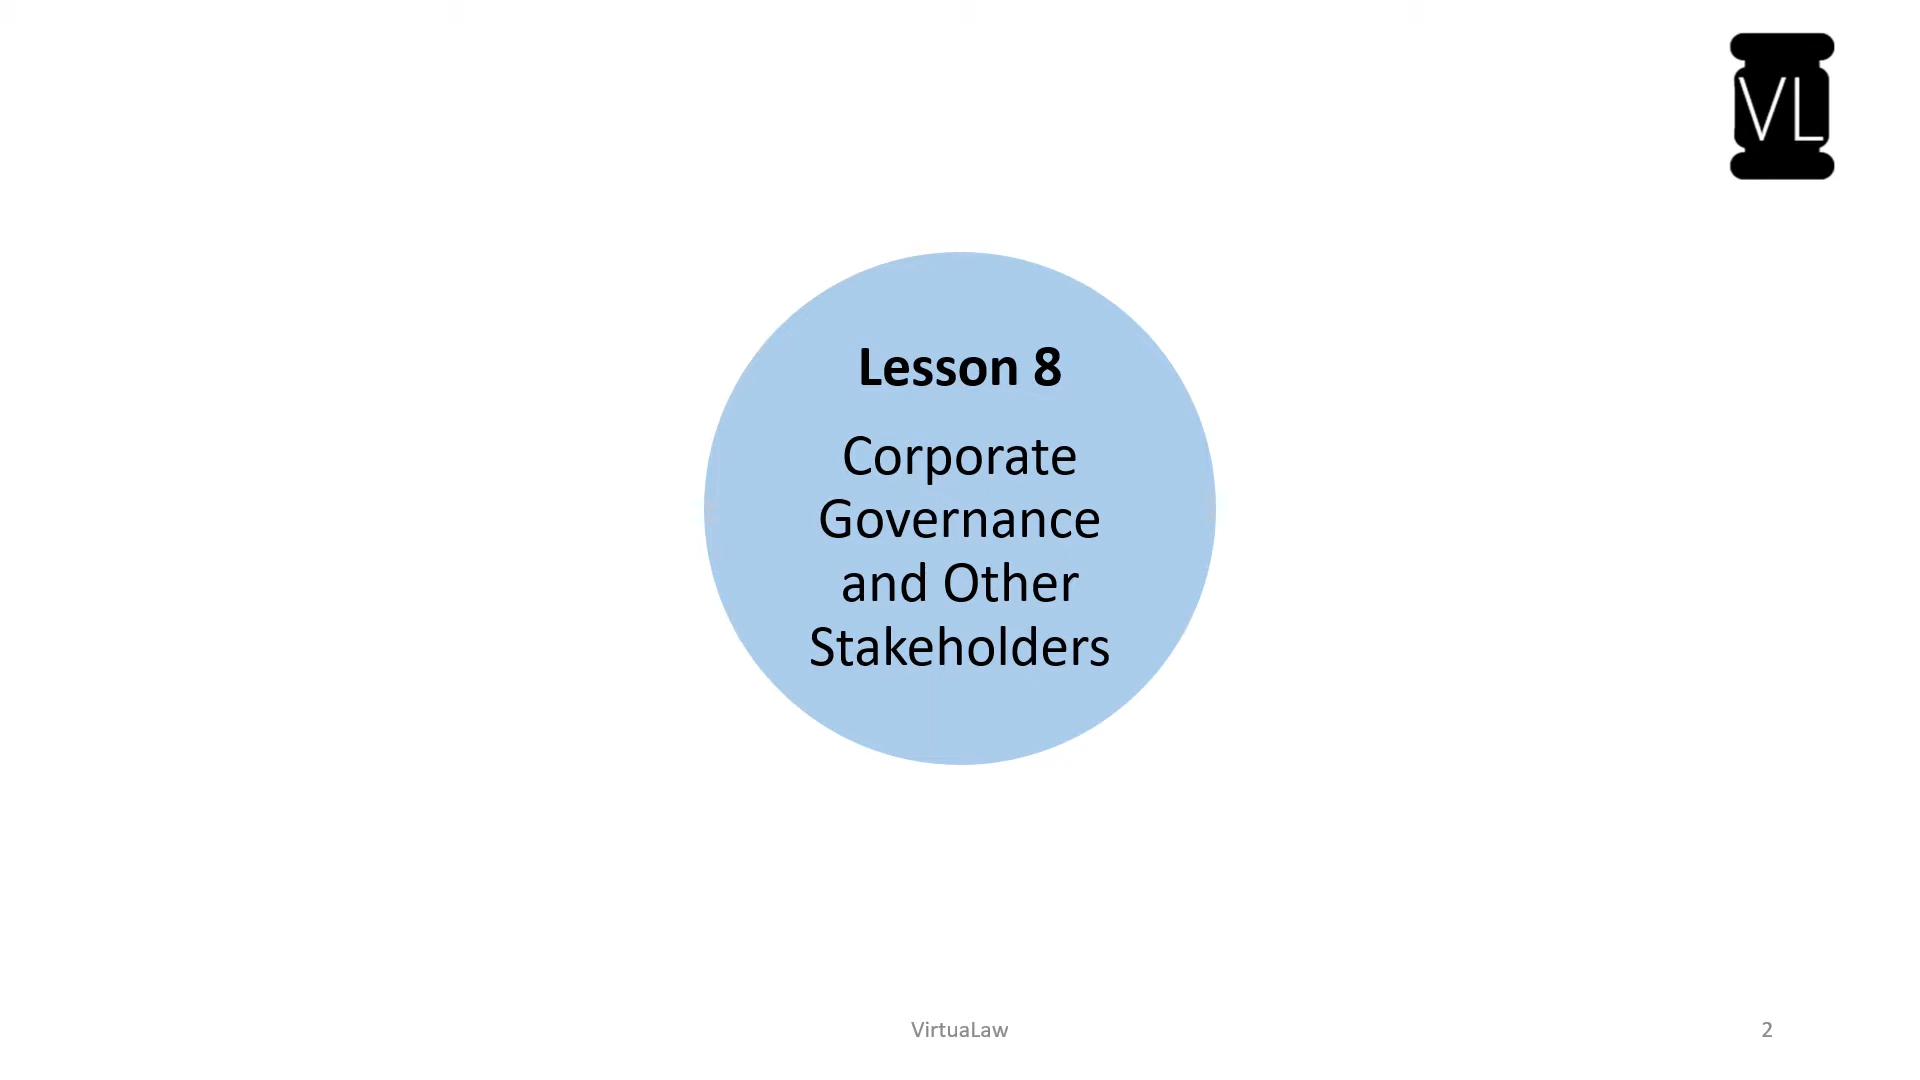 VL
Lesson 8
Corporate
Governance
and Other
Stakeholders
VirtuaLaw
2